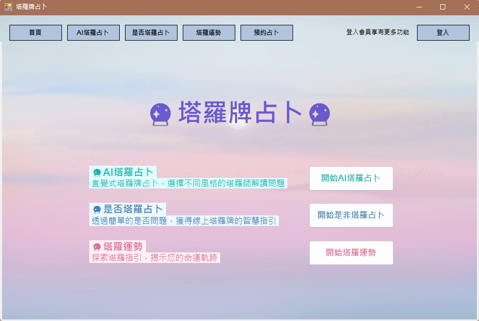 塔羅牌占卜
首頁
AI塔羅占卜
是否塔羅占卜
塔羅運勢
預約占卜
登入會員享有更多功能
登入
塔羅牌占卜
AI塔羅占卜
直覺式塔羅牌占卜，選擇不同風格的塔羅師解讀問題
開始AI塔羅占卜
是否塔羅占卜
透過簡單的是否問題，獲得線上塔羅牌的智慧指引
開始是非塔羅占卜
塔羅運勢
探索塔羅指引，揭示您的命運軌跡
開始塔羅運勢